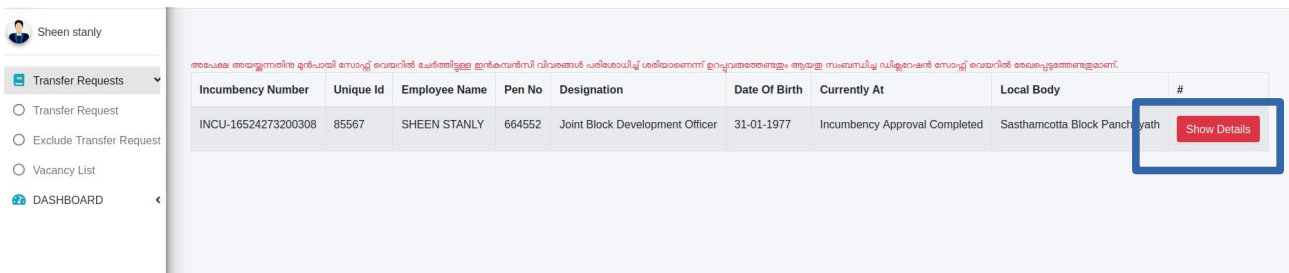 Sheen stanly
Transfer Requests
Transfer Request
Exclude Transfer Request
Vacancy List
DASHBOARD
അപേക്ഷ അയയ്ക്കുന്നതിനു മുൻപായി സോഫ്റ്റ് വെയറിൽ ചേർത്തിട്ടുള്ള ഇൻകമ്പൻസി വിവരങ്ങൾ പരിശോധിച്ച് ശരിയാണെന്ന് ഉറപ്പുവരുത്തേണ്ടതും ആയതു സംബന്ധിച്ച ഡിക്ലറേഷൻ സോഫ്റ്റ് വെയറിൽ രേഖപ്പെടുത്തേണ്ടതുമാണ്.
Incumbency Number Unique Id Employee Name Pen No Designation Date Of Birth Currently At Local Body #
INCU-16524273200308 85567 SHEEN STANLY 664552 Joint Block Development Officer 31-01-1977 Incumbency Approval Completed Sasthamcotta Block Panchayath Show Details